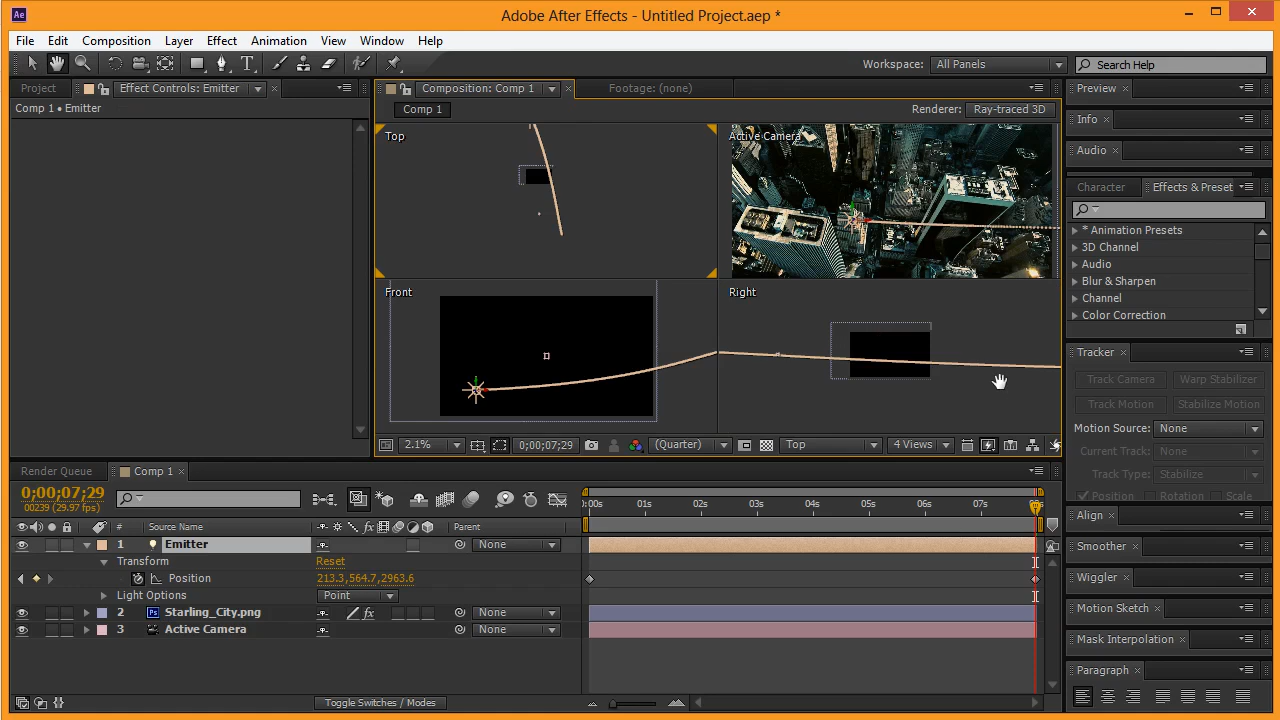 Ae
Adobe After Effects - Untitled Project.aep *
File Edit Composition Layer Effect Animation View Window Help
T
Workspace: All Panels
Search Help
Project
Effect Controls: Emitter
Composition: Comp 1
Footage: (none)
Preview
Comp 1 • Emitter
Comp 1
Renderer: Ray-traced 3D
Info
Audio
Top
Active Camera
Character
Effects & Preset
* Animation Presets
3D Channel
Audio
Blur & Sharpen
Channel
Color Correction
Front
Right
Tracker
Track Camera Warp Stabilizer
Track Motion Stabilize Motion
Motion Source: None
Current Track: None
Track Type: Stabilize
Position Rotation Scale
2.1%
0;00;07;29
(Quarter)
Top
4 Views
Render Queue
Comp 1
0;00;07;29
00239 (29.97 fps)
:00s 01s 02s 03s 04s 05s 06s 07s
# Source Name
fx
Parent
1 Emitter
None
Transform
Reset
Position
213.3,564.7,2963.6
Light Options
Point
2 Ps Starling_City.png
fx
None
3 Active Camera
None
Toggle Switches / Modes
Align
Smoother
Wiggler
Motion Sketch
Mask Interpolation
Paragraph